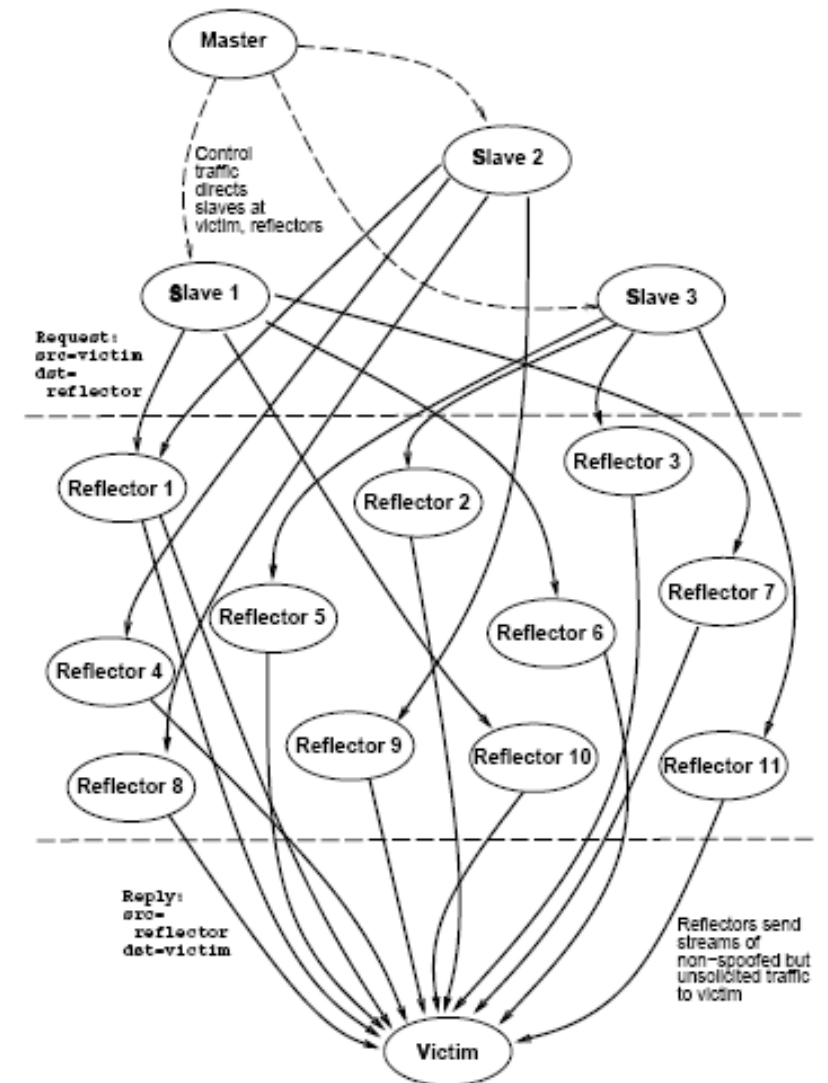 Master
Slave 2
Control
traffic
directs
slaves at
victim, reflectors
Slave 1
Slave 3
Request:
src=victim
dst=
reflector
Reflector 3
Reflector 1
Reflector 2
Reflector 7
Reflector 5
Reflector 6
Reflector 4
Reflector 9
Reflector 10
Reflector 11
Reflector 8
Reply:
src=
reflector
dst=victim
Reflectors send
streams of
non-spoofed but
unsolicited traffic
to victim
Victim